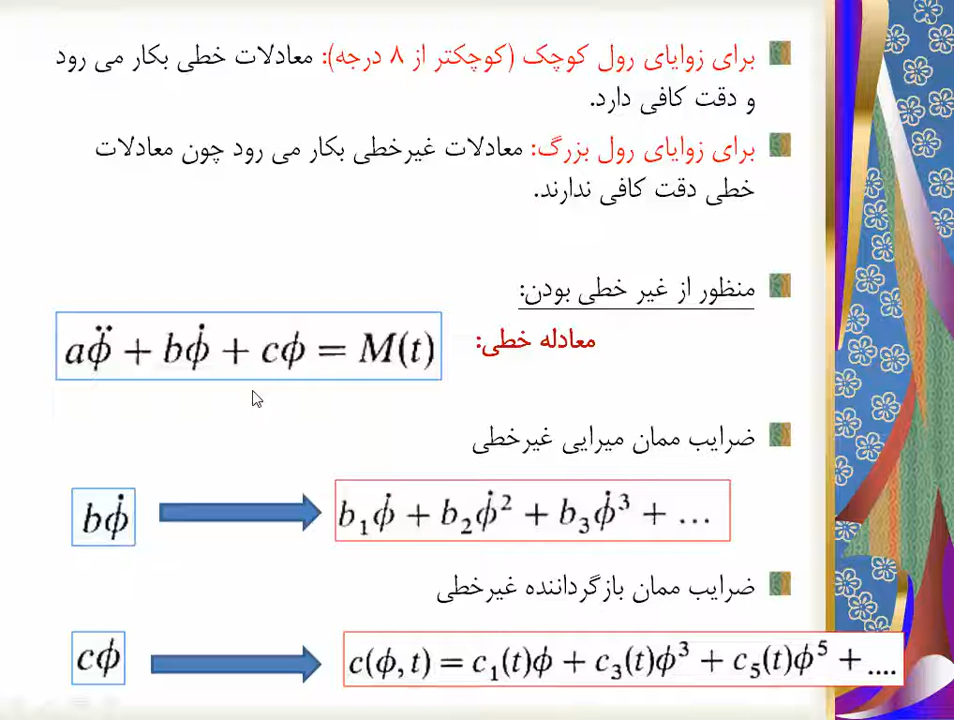 برای زوایای رول کوچک (کوچکتر از ۸ درجه): معادلات خطی بکار می رود
و دقت کافی دارد.
برای زوایای رول بزرگ: معادلات غیرخطی بکار می رود چون معادلات
خطی دقت کافی ندارند.
منظور از غیر خطی بودن:
معادله خطی:
aϕ̈ + bϕ̇ + cϕ = M(t)
ضرایب ممان میرایی غیرخطی
bϕ̇
b₁ϕ̇ + b₂ϕ̇² + b₃ϕ̇³ + ...
ضرایب ممان بازگرداننده غیرخطی
cϕ
c(ϕ, t) = c₁(t)ϕ + c₃(t)ϕ³ + c₅(t)ϕ⁵ + ....